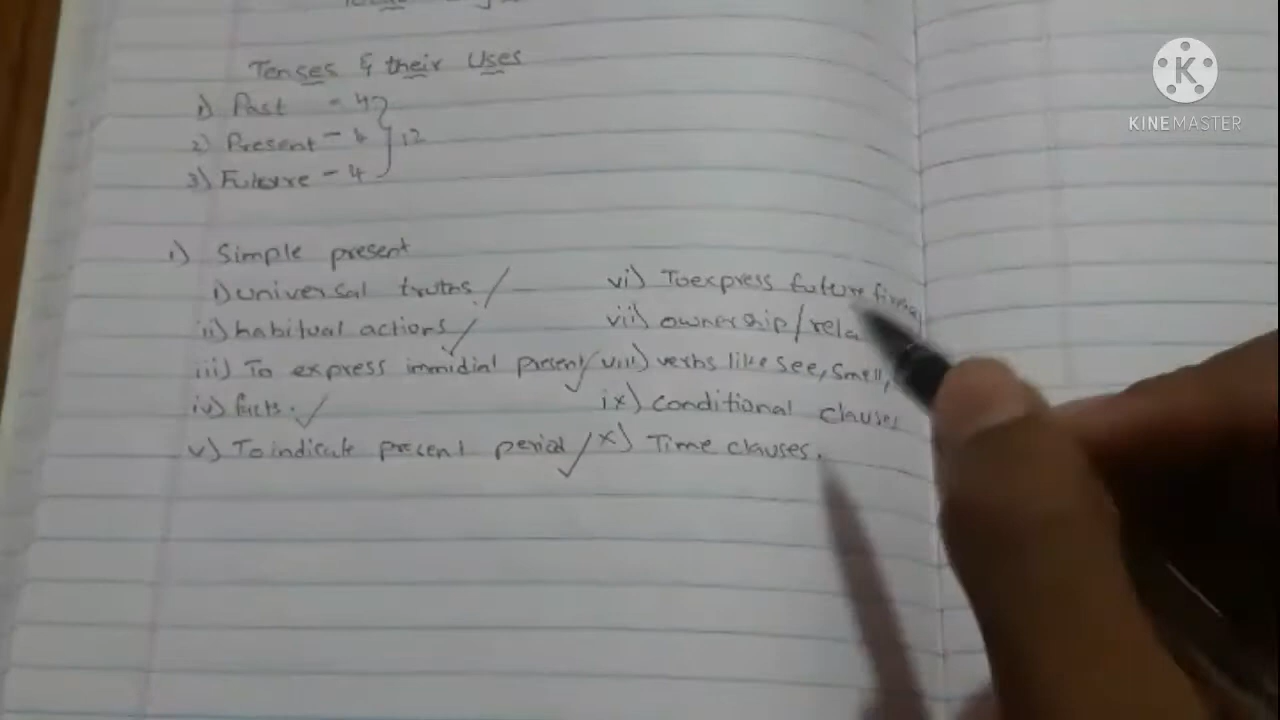 Tenses & their Uses
1) Past - 4
2) Present - 4
12
3) Future - 4
1) Simple present
i) universal truths
ii) habitual actions
iii) To express immidial present
iv) facts.
v) To indicate present period
vi) To express future
vii) ownership/rela
viii) verbs like see, smell,
ix) conditional clauses
x) Time clauses.
KINEMASTER